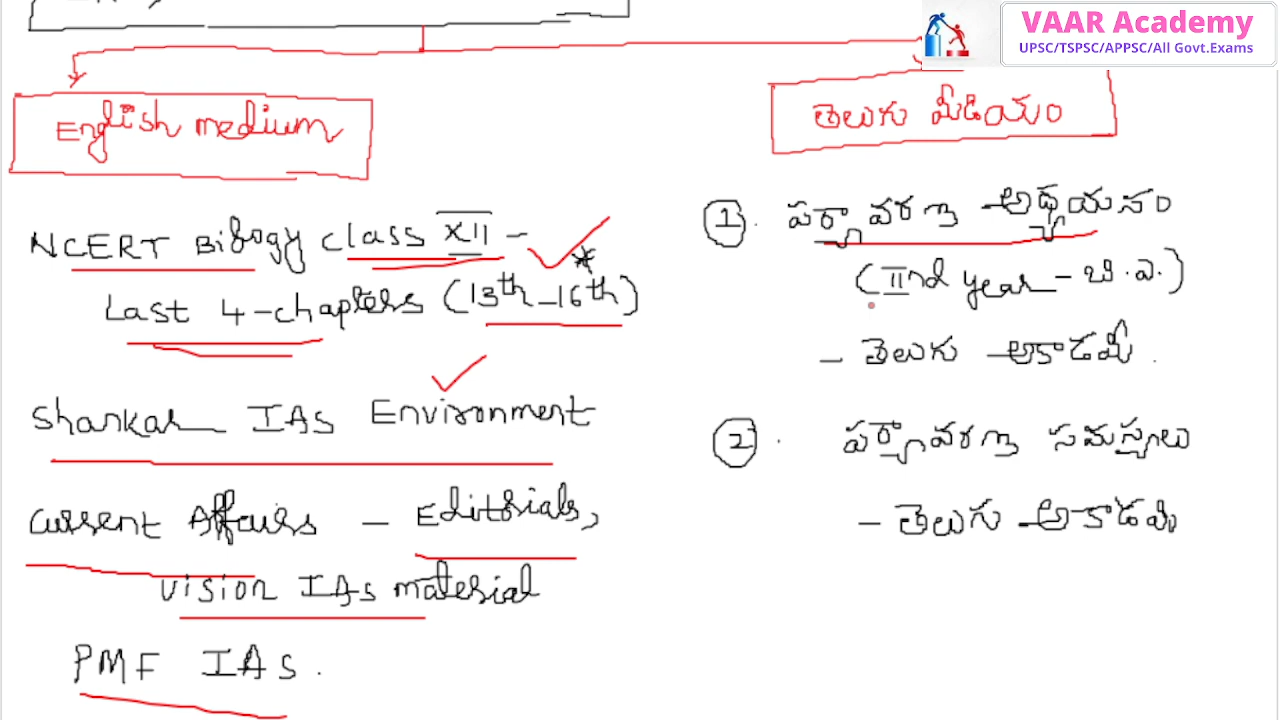 VAAR Academy
UPSC/TSPSC/APPSC/All Govt.Exams
English medium
NCERT Biology class XII -
Last 4-chapters (13th-16th)
Shankar IAS Environment
Current Affairs - Editorials,
Vision IAS material
PMF IAS.
తెలుగు మీడియం
1. పర్యావరణ అధ్యయనం
(IInd year - బి.ఎ.)
- తెలుగు అకాడమీ.
2. పర్యావరణ సమస్యలు
- తెలుగు అకాడమి